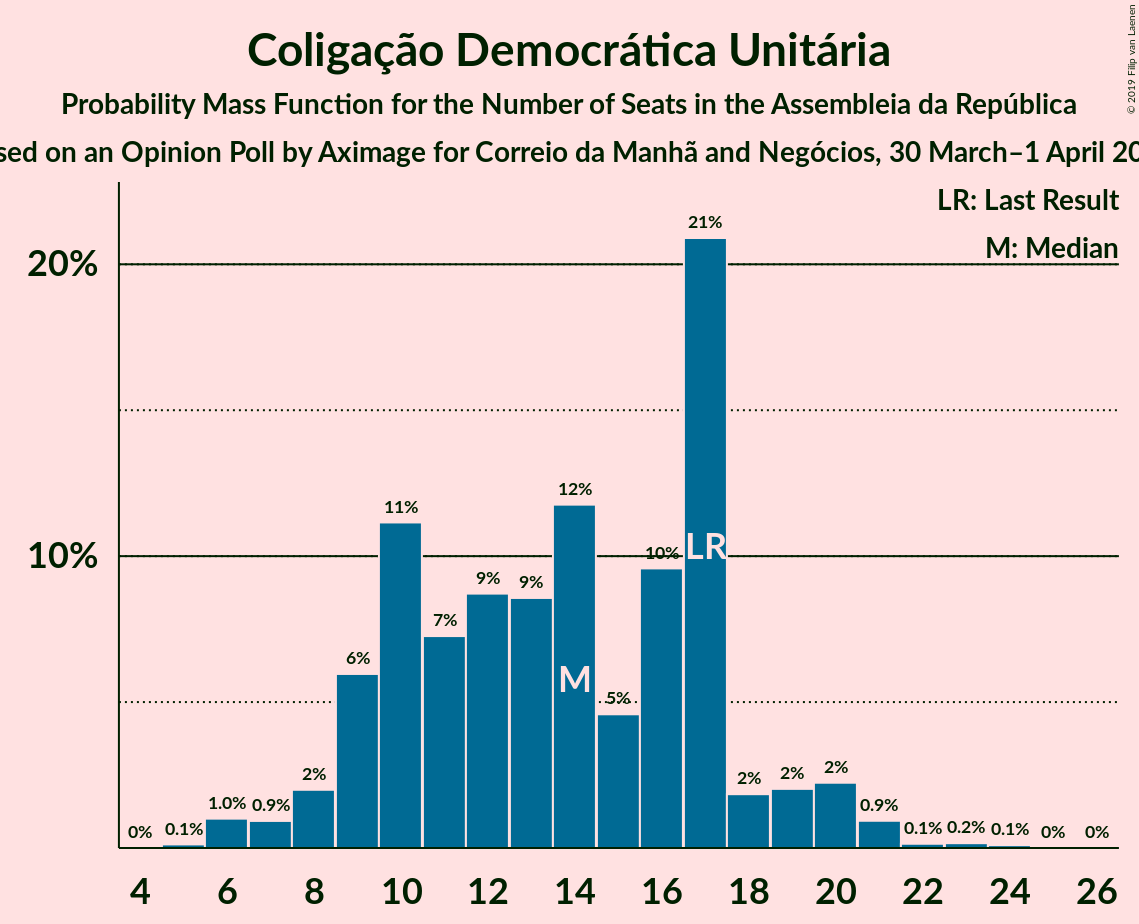 Coligação Democrática Unitária
Probability Mass Function for the Number of Seats in the Assembleia da República
sed on an Opinion Poll by Aximage for Correio da Manhã and Negócios, 30 March–1 April 20
© 2019 Filip van Laenen
LR: Last Result
M: Median
20%
10%
0% 0.1% 1.0% 0.9% 2% 6% 11% 7% 9% 9% 12% 5% 10% 21% 2% 2% 2% 0.9% 0.1% 0.2% 0.1% 0% 0%
M
LR
4 6 8 10 12 14 16 18 20 22 24 26